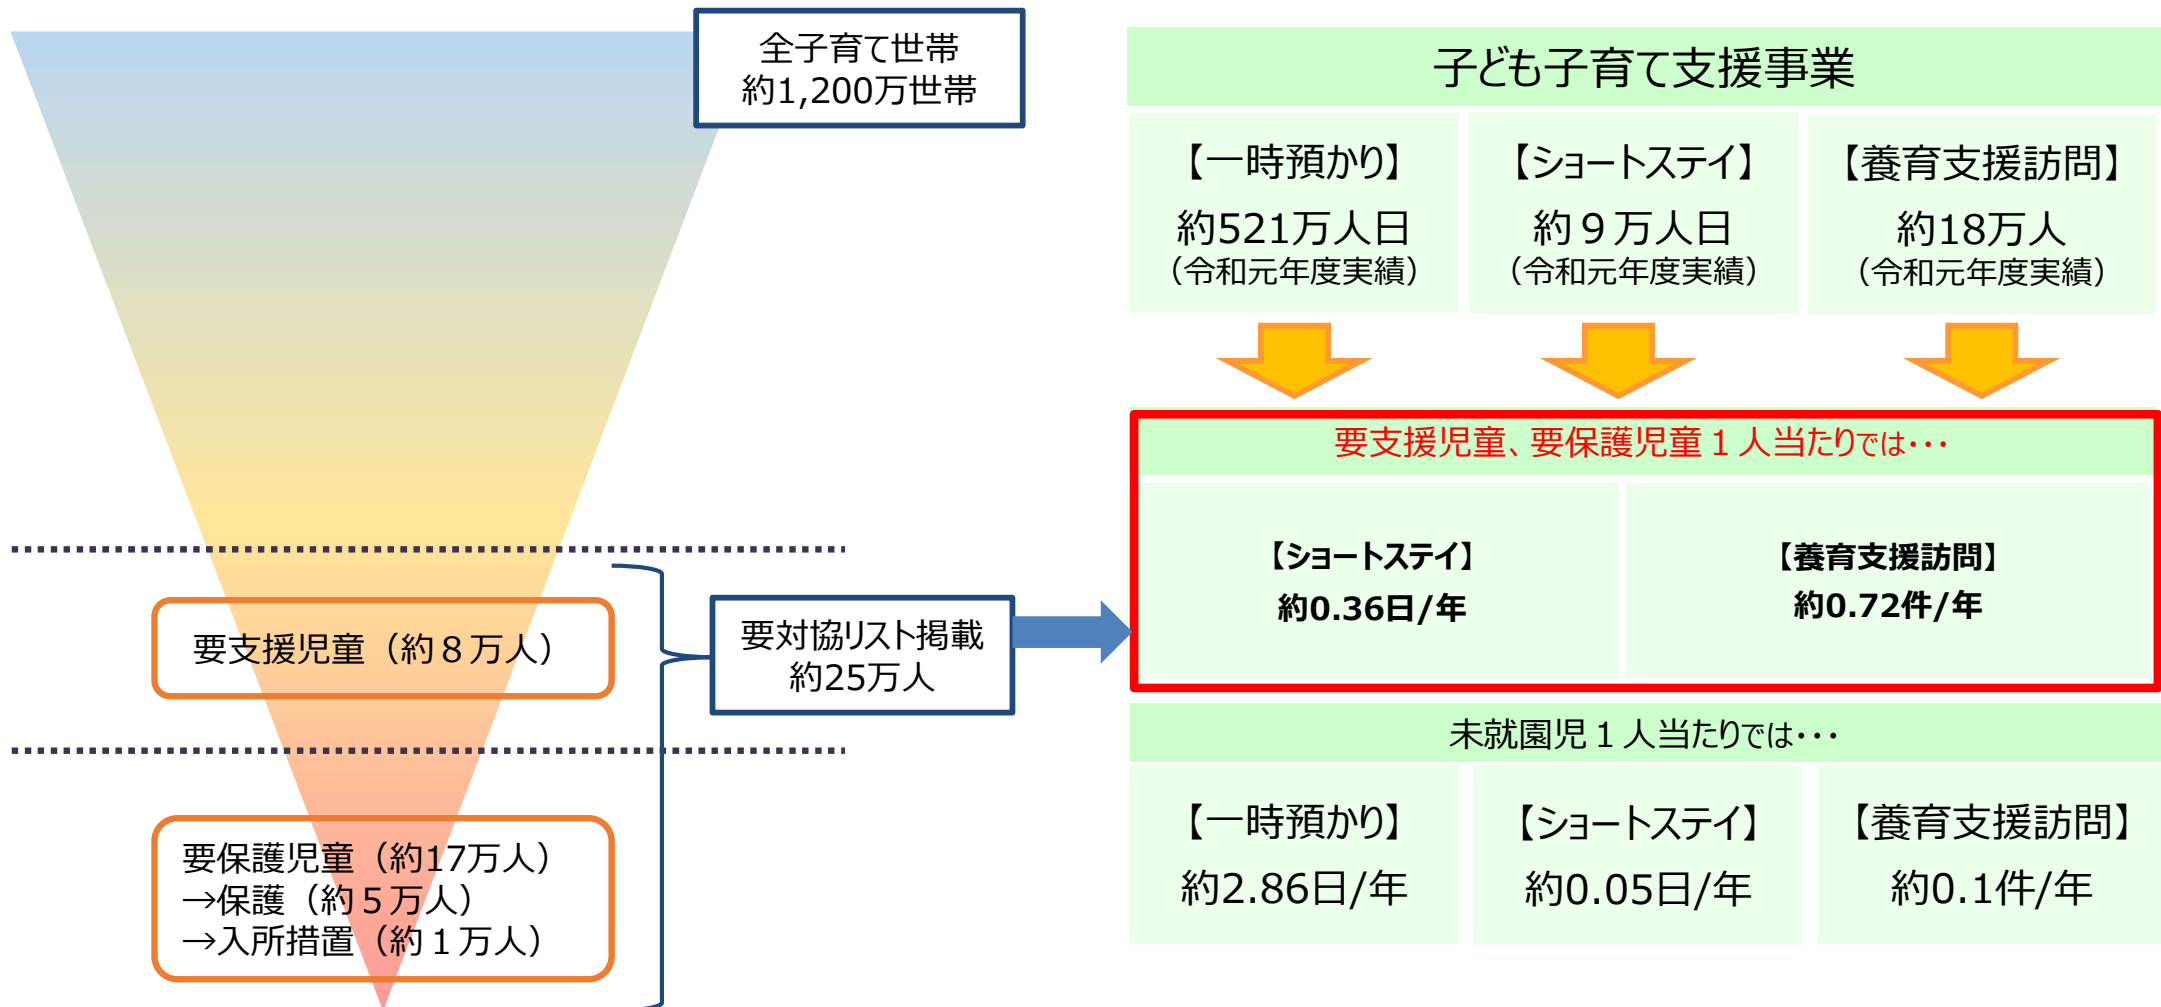 全子育て世帯
約1,200万世帯
要支援児童（約８万人）
要保護児童（約17万人）
→保護（約５万人）
→入所措置（約１万人）
要対協リスト掲載
約25万人
子ども子育て支援事業
【一時預かり】
約521万人日
（令和元年度実績）
【ショートステイ】
約９万人日
（令和元年度実績）
【養育支援訪問】
約18万人
（令和元年度実績）
要支援児童、要保護児童１人当たりでは・・・
【ショートステイ】
約0.36日/年
【養育支援訪問】
約0.72件/年
未就園児１人当たりでは・・・
【一時預かり】
約2.86日/年
【ショートステイ】
約0.05日/年
【養育支援訪問】
約0.1件/年